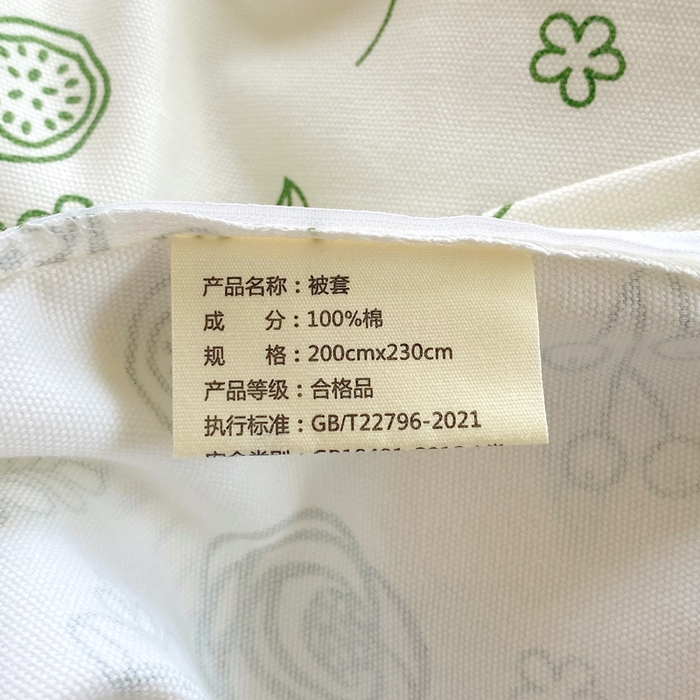 产品名称：被套
成　　分：100%棉
规　　格：200cmx230cm
产品等级：合格品
执行标准：GB/T22796-2021